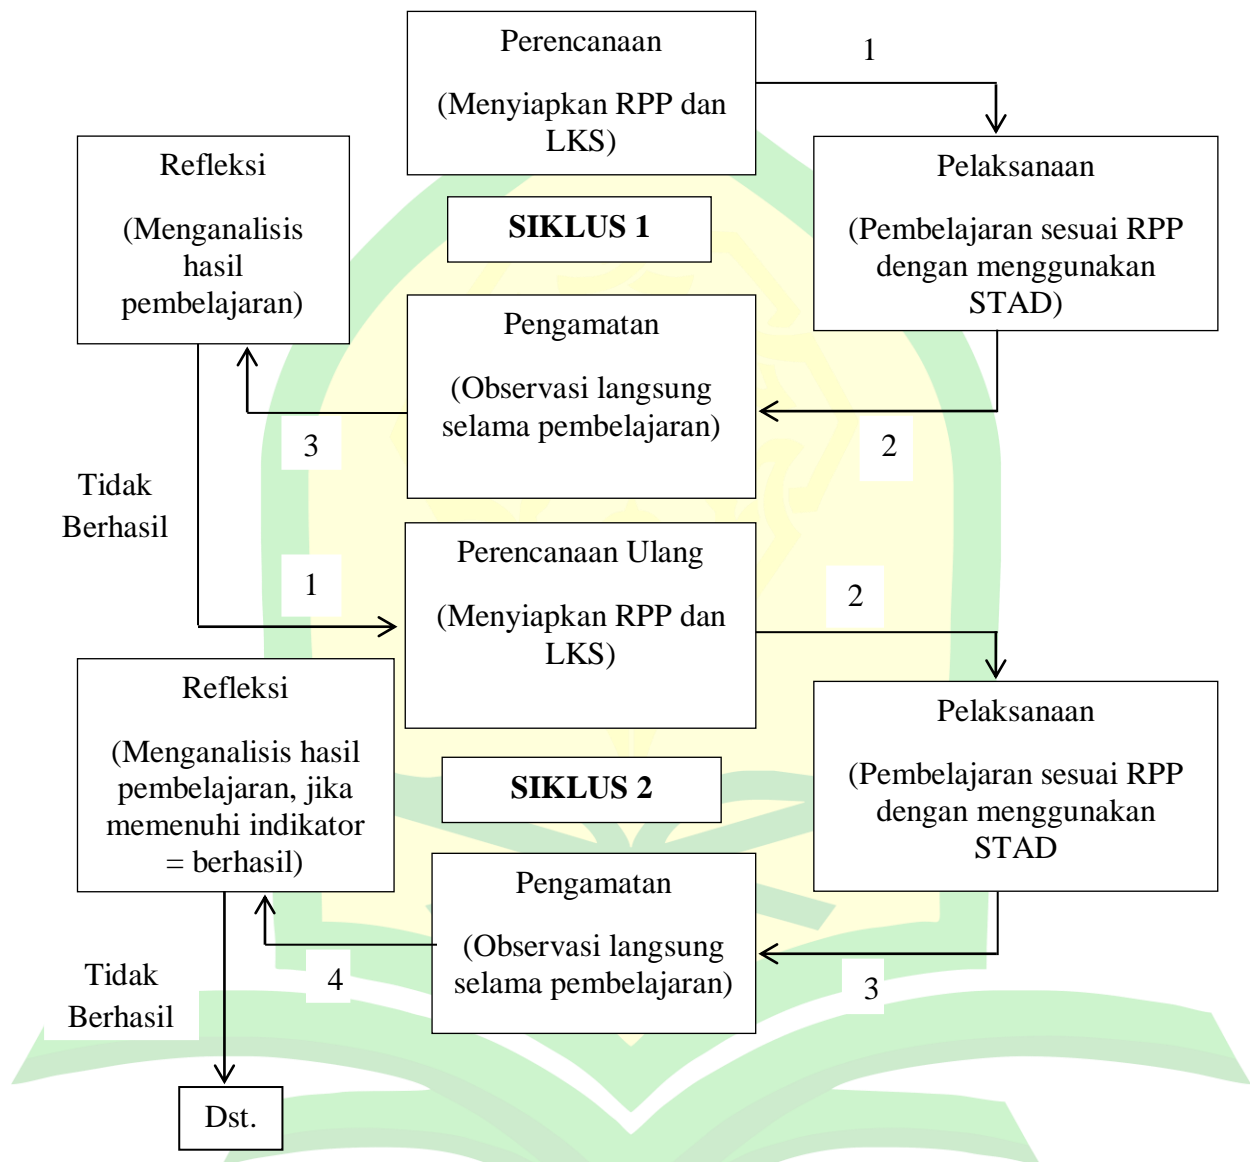 Perencanaan
(Menyiapkan RPP dan
LKS)
1
Refleksi
(Menganalisis
hasil
pembelajaran)
SIKLUS 1
Pelaksanaan
(Pembelajaran sesuai RPP
dengan menggunakan
STAD)
Pengamatan
(Observasi langsung
selama pembelajaran)
3
2
Tidak
Berhasil
1
Perencanaan Ulang
(Menyiapkan RPP dan
LKS)
2
Refleksi
(Menganalisis hasil
pembelajaran, jika
memenuhi indikator
= berhasil)
SIKLUS 2
Pelaksanaan
(Pembelajaran sesuai RPP
dengan menggunakan
STAD
Pengamatan
(Observasi langsung
selama pembelajaran)
4
3
Tidak
Berhasil
Dst.